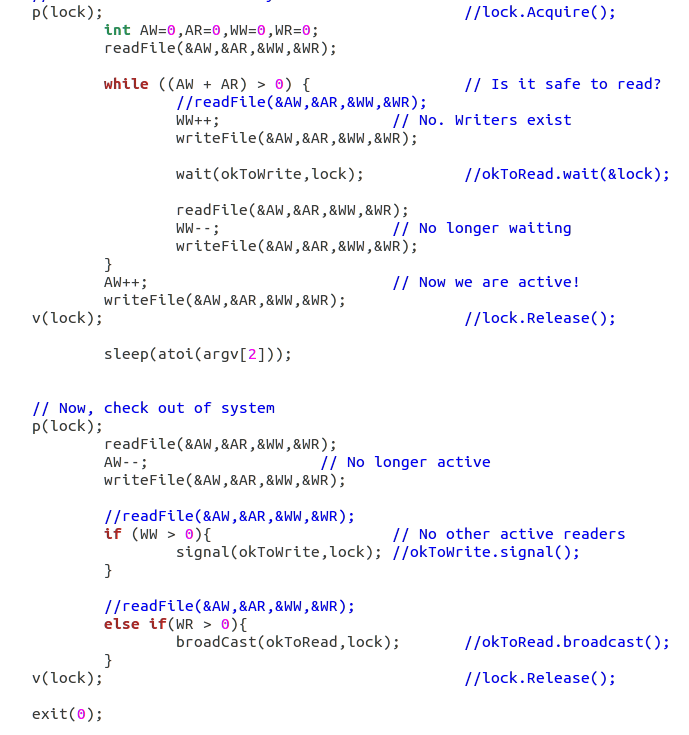 p(lock); //lock.Acquire();
int AW=0,AR=0,WW=0,WR=0;
readFile(&AW,&AR,&WW,&WR);
while ((AW + AR) > 0) { // Is it safe to read?
//readFile(&AW,&AR,&WW,&WR);
WW++; // No. Writers exist
writeFile(&AW,&AR,&WW,&WR);
wait(okToWrite,lock); //okToRead.wait(&lock);
readFile(&AW,&AR,&WW,&WR);
WW--; // No longer waiting
writeFile(&AW,&AR,&WW,&WR);
}
AW++; // Now we are active!
writeFile(&AW,&AR,&WW,&WR);
v(lock); //lock.Release();
sleep(atoi(argv[2]));
// Now, check out of system
p(lock);
readFile(&AW,&AR,&WW,&WR);
AW--; // No longer active
writeFile(&AW,&AR,&WW,&WR);
//readFile(&AW,&AR,&WW,&WR);
if (WW > 0){ // No other active readers
signal(okToWrite,lock); //okToWrite.signal();
}
//readFile(&AW,&AR,&WW,&WR);
else if(WR > 0){
broadCast(okToRead,lock); //okToRead.broadcast();
}
v(lock); //lock.Release();
exit(0);